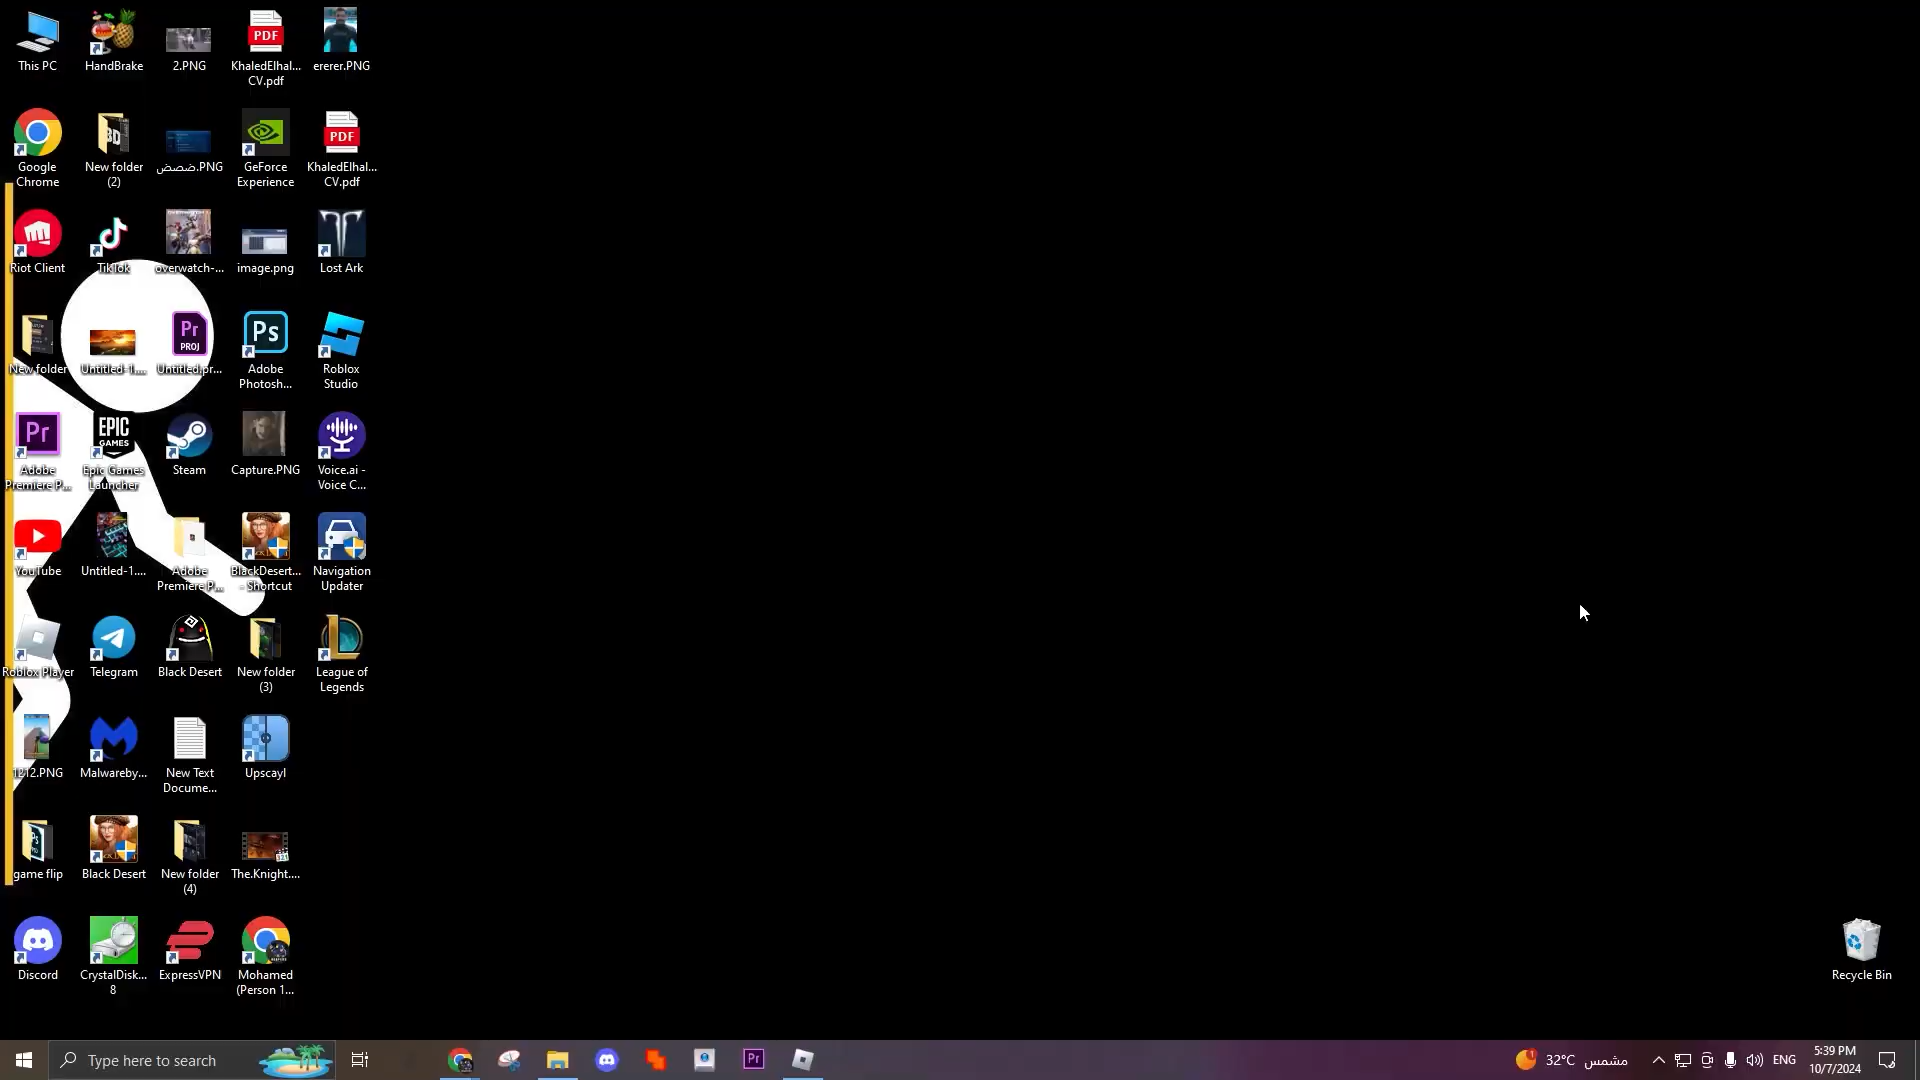 This PC
HandBrake
2.PNG
KhaledElhal...
CV.pdf
ererer.PNG
Google
Chrome
New folder
(2)
ضصض.PNG
GeForce
Experience
KhaledElhal...
CV.pdf
Riot Client
TikTok
overwatch-...
image.png
Lost Ark
New folder
Untitled-1....
Untitled.pr...
Adobe
Photosh...
Roblox
Studio
Adobe
Premiere P...
Epic Games
Launcher
Steam
Capture.PNG
Voice.ai -
Voice C...
YouTube
Untitled-1....
Adobe
Premiere P...
BlackDesert...
- Shortcut
Navigation
Updater
Roblox Player
Telegram
Black Desert
New folder
(3)
League of
Legends
1212.PNG
Malwareby...
New Text
Docume...
Upscayl
game flip
Black Desert
New folder
(4)
The.Knight....
Discord
CrystalDisk...
8
ExpressVPN
Mohamed
(Person 1...
Recycle Bin
Type here to search
32°C مشمس
ENG
5:39 PM
10/7/2024